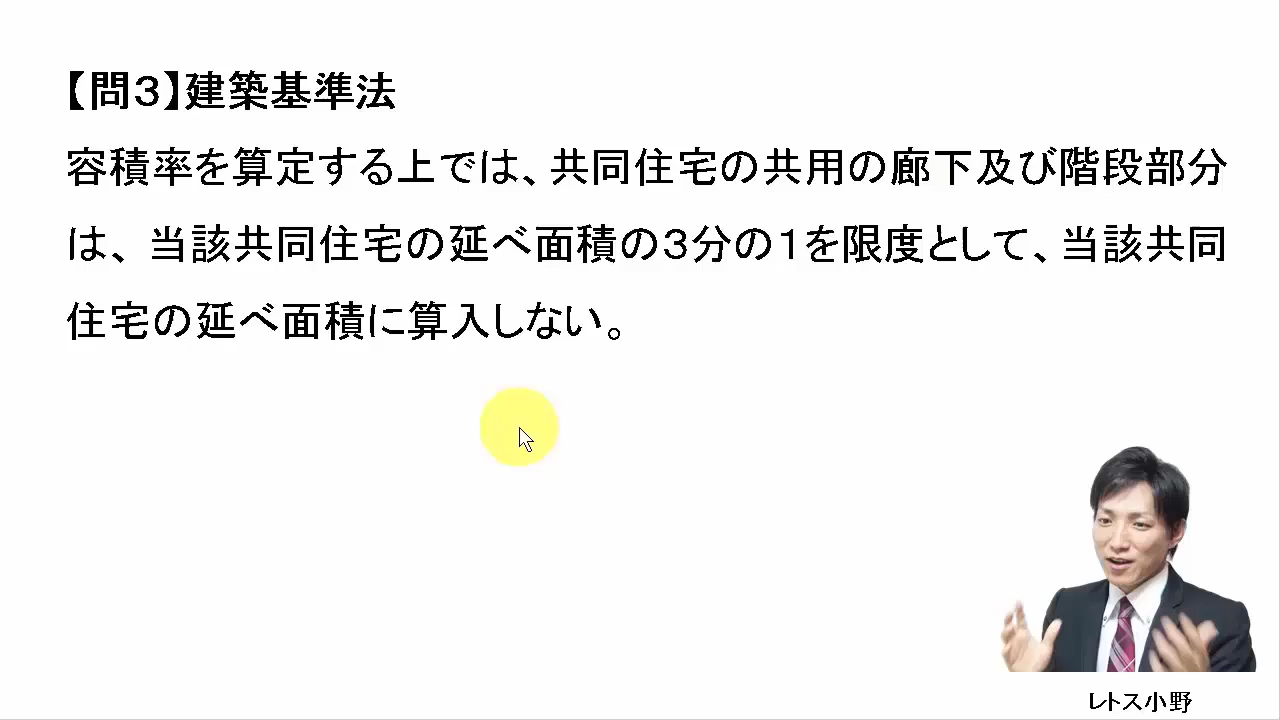 【問３】建築基準法
容積率を算定する上では、共同住宅の共用の廊下及び階段部分
は、当該共同住宅の延べ面積の３分の１を限度として、当該共同
住宅の延べ面積に算入しない。
レトス小野